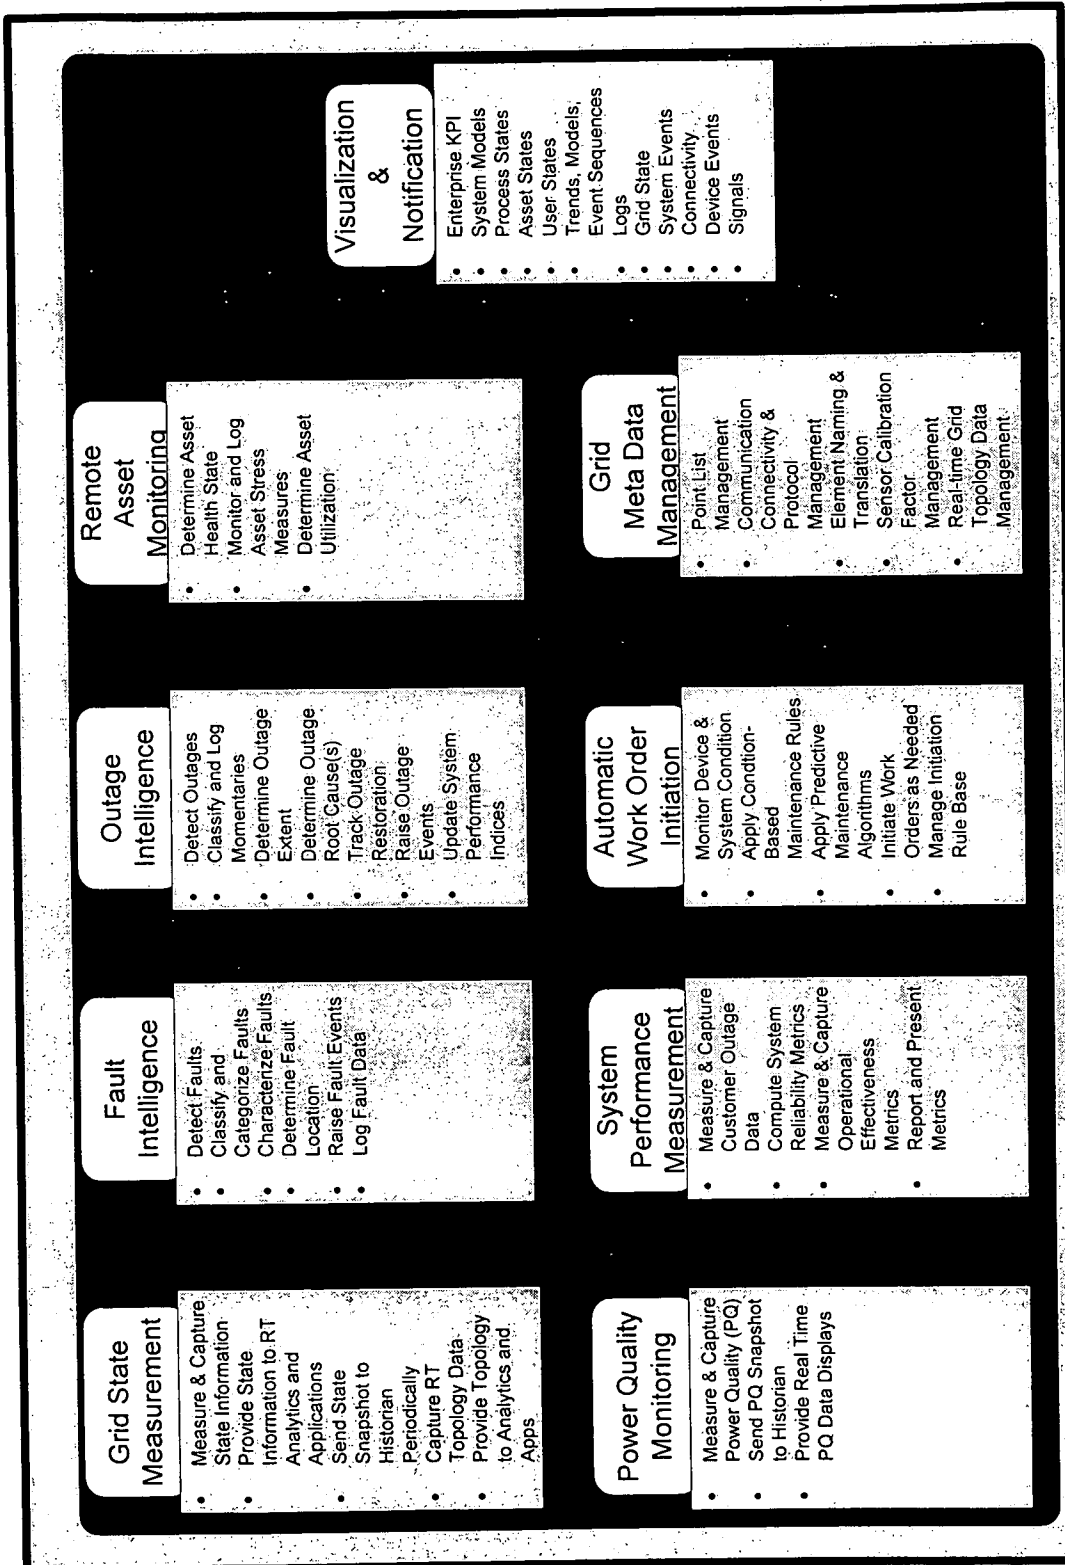 Grid State
Measurement
• Measure & Capture
State Information
• Provide State
Information to RT
Analytics and
Applications
• Send State
Snapshot to
Historian
Periodically
• Capture RT
Topology Data
• Provide Topology
to Analytics and
Apps
Fault
Intelligence
• Detect Faults
• Classify and
Categorize Faults
• Characterize Faults
• Determine Fault
Location
• Raise Fault Events
• Log Fault Data
Outage
Intelligence
• Detect Outages
• Classify and Log
Momentaries
• Determine Outage
Extent
• Determine Outage
Root Cause(s)
• Track Outage
Restoration
• Raise Outage
Events
• Update System
Performance
Indices
Remote
Asset
Monitoring
• Determine Asset
Health State
• Monitor and Log
Asset Stress
Measures
• Determine Asset
Utilization
Visualization
&
Notification
• Enterprise KPI
• System Models
• Process States
• Asset States
• User States
• Trends, Models,
Event Sequences
• Logs
• Grid State
• System Events
• Connectivity
• Device Events
• Signals
Power Quality
Monitoring
• Measure & Capture
Power Quality (PQ)
• Send PQ Snapshot
to Historian
• Provide Real Time
PQ Data Displays
System
Performance
Measurement
• Measure & Capture
Customer Outage
Data
• Compute System
Reliability Metrics
• Measure & Capture
Operational
Effectiveness
Metrics
• Report and Present
Metrics
Automatic
Work Order
Initiation
• Monitor Device &
System Condition
• Apply Condtion-
Based
Maintenance Rules
• Apply Predictive
Maintenance
Algorithms
• Initiate Work
Orders as Needed
• Manage Initiation
Rule Base
Grid
Meta Data
Management
• Point List
Management
• Communication
Connectivity &
Protocol
Management
• Element Naming &
Translation
• Sensor Calibration
Factor
Management
• Real-time Grid
Topology Data
Management